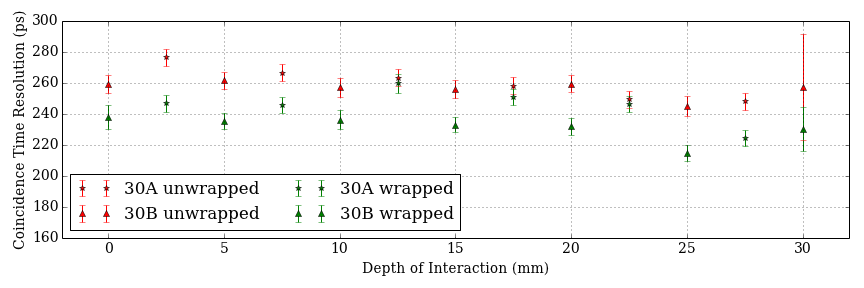 Coincidence Time Resolution (ps)
300
280
260
240
220
200
180
160
30A unwrapped 30A wrapped
30B unwrapped 30B wrapped
0 5 10 15 20 25 30
Depth of Interaction (mm)